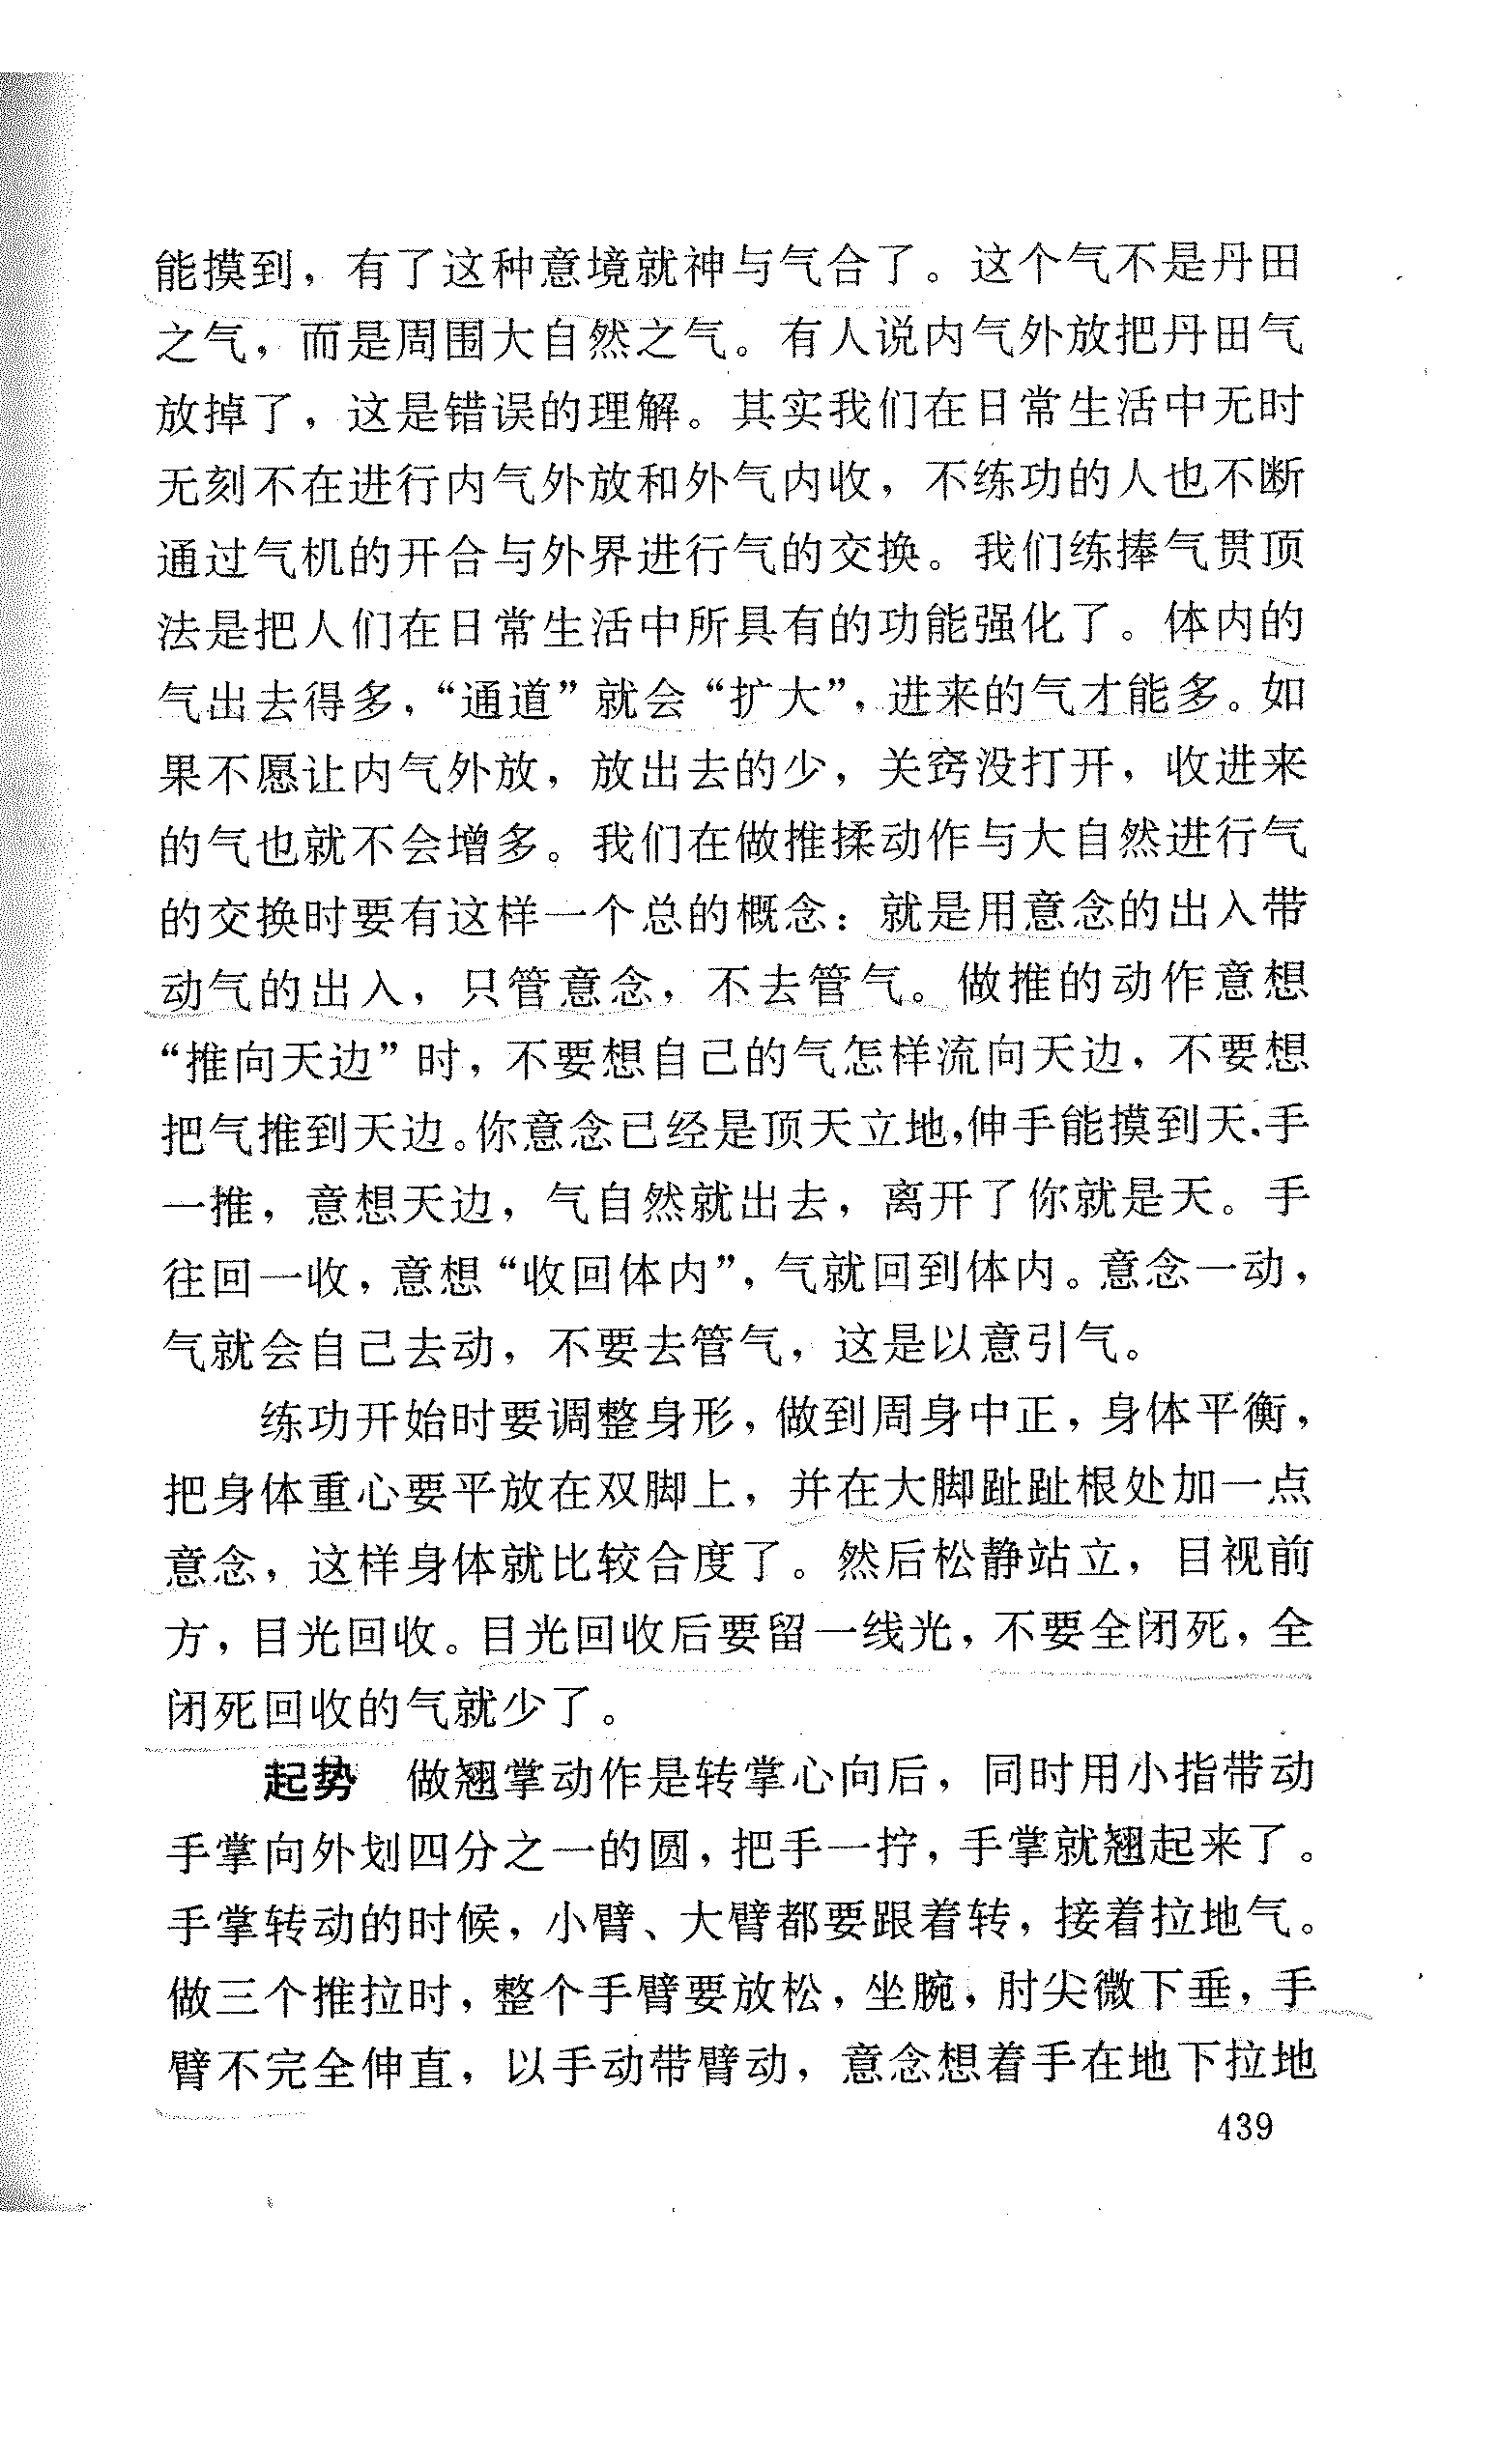 能摸到，有了这种意境就神与气合了。这个气不是丹田
之气，而是周围大自然之气。有人说内气外放把丹田气
放掉了，这是错误的理解。其实我们在日常生活中无时
无刻不在进行内气外放和外气内收，不练功的人也不断
通过气机的开合与外界进行气的交换。我们练捧气贯顶
法是把人们在日常生活中所具有的功能强化了。体内的
气出去得多，“通道”就会“扩大”，进来的气才能多。如
果不愿让内气外放，放出去的少，关窍没打开，收进来
的气也就不会增多。我们在做推揉动作与大自然进行气
的交换时要有这样一个总的概念：就是用意念的出入带
动气的出入，只管意念，不去管气。做推的动作意想
“推向天边”时，不要想自己的气怎样流向天边，不要想
把气推到天边。你意念已经是顶天立地，伸手能摸到天，手
一推，意想天边，气自然就出去，离开了你就是天。手
往回一收，意想“收回体内”，气就回到体内。意念一动，
气就会自己去动，不要去管气，这是以意引气。
练功开始时要调整身形，做到周身中正，身体平衡，
把身体重心要平放在双脚上，并在大脚趾趾根处加一点
意念，这样身体就比较合度了。然后松静站立，目视前
方，目光回收。目光回收后要留一线光，不要全闭死，全
闭死回收的气就少了。
起势　做翘掌动作是转掌心向后，同时用小指带动
手掌向外划四分之一的圆，把手一拧，手掌就翘起来了。
手掌转动的时候，小臂、大臂都要跟着转，接着拉地气。
做三个推拉时，整个手臂要放松，坐腕，肘尖微下垂，手
臂不完全伸直，以手动带臂动，意念想着手在地下拉地
439